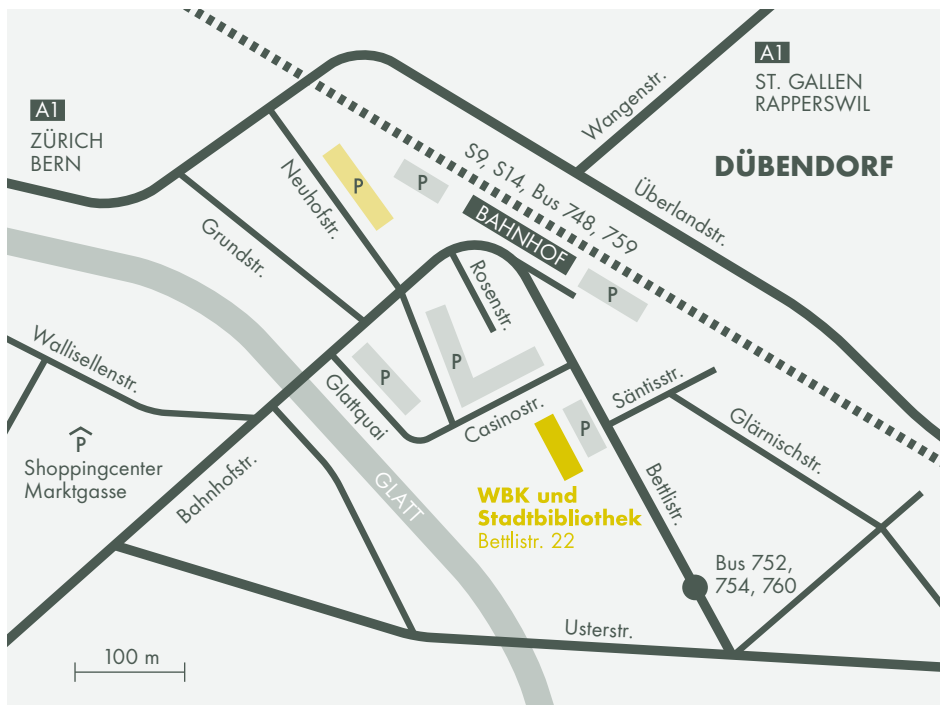 A1
ZÜRICH
BERN
A1
ST. GALLEN
RAPPERSWIL
DÜBENDORF
Wangenstr.
Überlandstr.
S9, S14, Bus 748, 759
BAHNHOF
P
P
P
Neuhofstr.
Grundstr.
Rosenstr.
Wallisellenstr.
P
P
Glattquai
Casinostr.
P
Säntisstr.
Glärnischstr.
P
Shoppingcenter
Marktgasse
Bahnhofstr.
GLATT
WBK und
Stadtbibliothek
Bettlistr. 22
Bettlistr.
Bus 752,
754, 760
Usterstr.
100 m